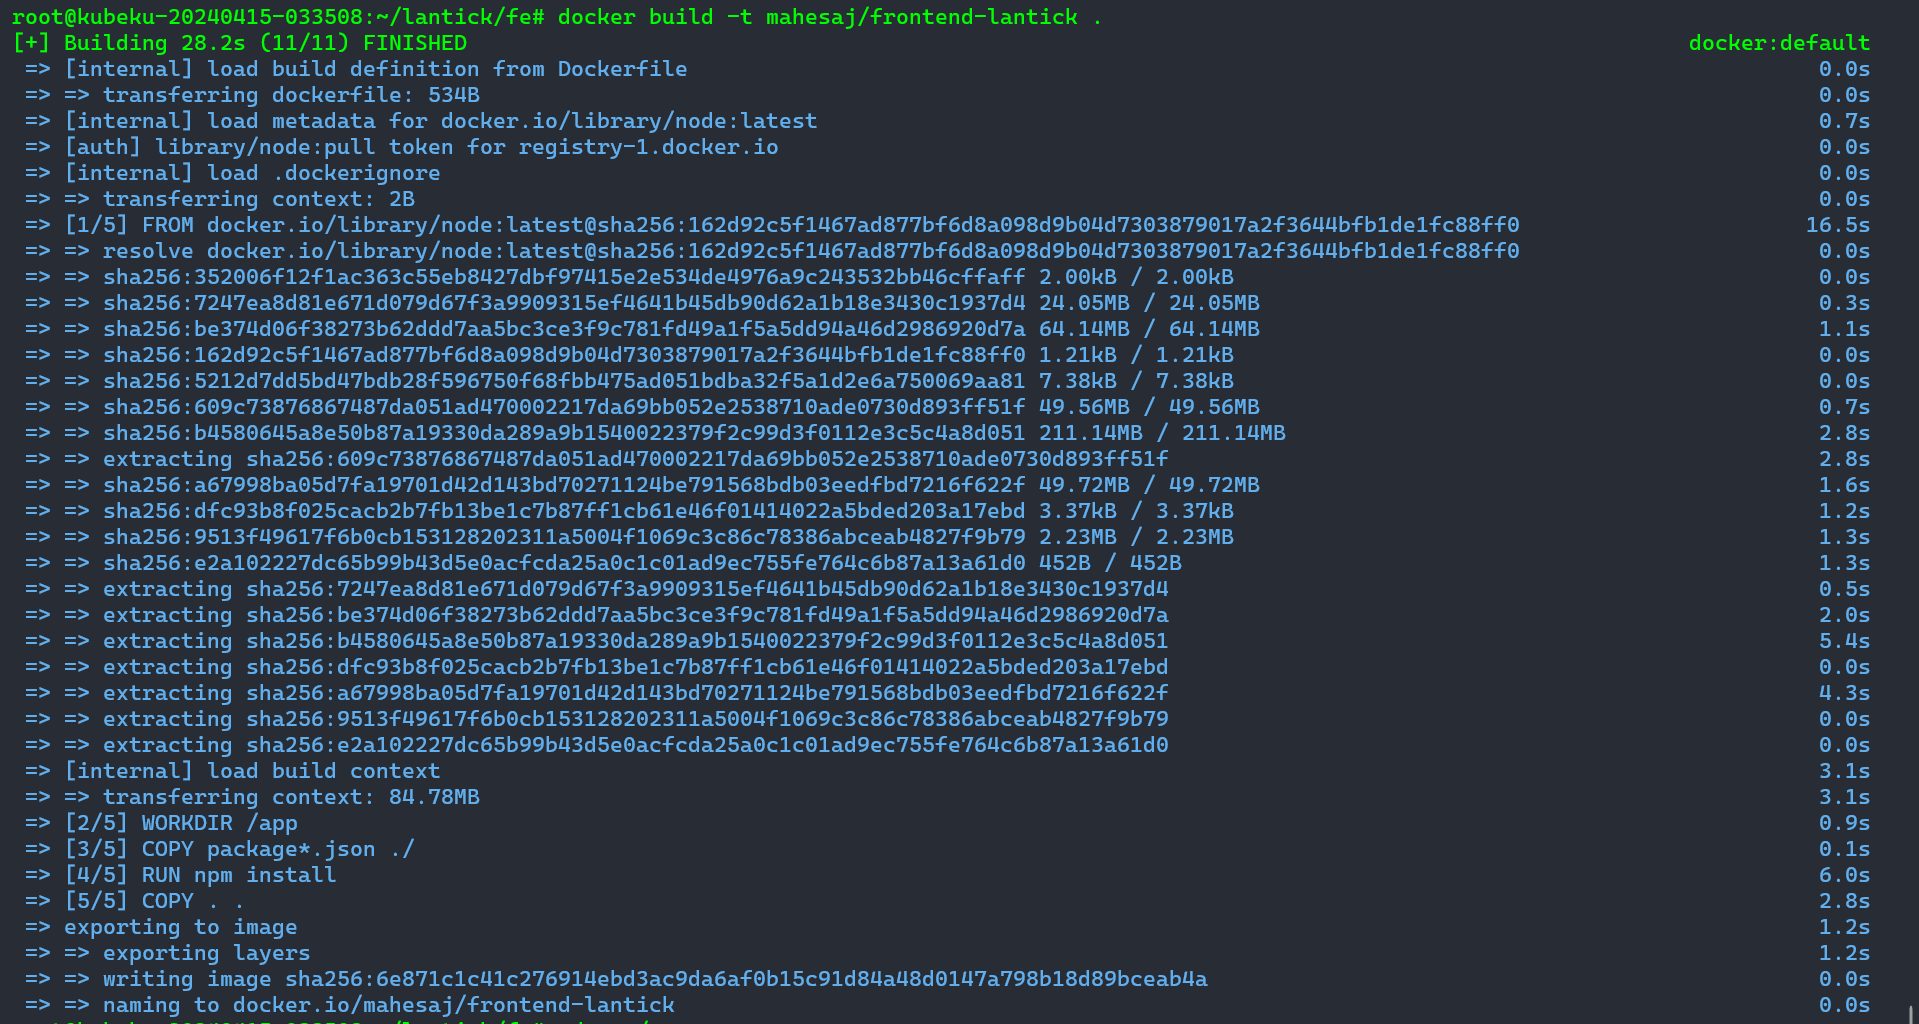 root@kubeku-20240415-033508:~/lantick/fe# docker build -t mahesaj/frontend-lantick .
[+] Building 28.2s (11/11) FINISHED docker:default
=> [internal] load build definition from Dockerfile 0.0s
=> => transferring dockerfile: 534B 0.0s
=> [internal] load metadata for docker.io/library/node:latest 0.7s
=> [auth] library/node:pull token for registry-1.docker.io 0.0s
=> [internal] load .dockerignore 0.0s
=> => transferring context: 2B 0.0s
=> [1/5] FROM docker.io/library/node:latest@sha256:162d92c5f1467ad877bf6d8a098d9b04d7303879017a2f3644bfb1de1fc88ff0 16.5s
=> => resolve docker.io/library/node:latest@sha256:162d92c5f1467ad877bf6d8a098d9b04d7303879017a2f3644bfb1de1fc88ff0 0.0s
=> => sha256:352006f12f1ac363c55eb8427dbf97415e2e534de4976a9c243532bb46cffaff 2.00kB / 2.00kB 0.0s
=> => sha256:7247ea8d81e671d079d67f3a9909315ef4641b45db90d62a1b18e3430c1937d4 24.05MB / 24.05MB 0.3s
=> => sha256:be374d06f38273b62ddd7aa5bc3ce3f9c781fd49a1f5a5dd94a46d2986920d7a 64.14MB / 64.14MB 1.1s
=> => sha256:162d92c5f1467ad877bf6d8a098d9b04d7303879017a2f3644bfb1de1fc88ff0 1.21kB / 1.21kB 0.0s
=> => sha256:5212d7dd5bd47bdb28f596750f68fbb475ad051bdba32f5a1d2e6a750069aa81 7.38kB / 7.38kB 0.0s
=> => sha256:609c73876867487da051ad470002217da69bb052e2538710ade0730d893ff51f 49.56MB / 49.56MB 0.7s
=> => sha256:b4580645a8e50b87a19330da289a9b1540022379f2c99d3f0112e3c5c4a8d051 211.14MB / 211.14MB 2.8s
=> => extracting sha256:609c73876867487da051ad470002217da69bb052e2538710ade0730d893ff51f 2.8s
=> => sha256:a67998ba05d7fa19701d42d143bd70271124be791568bdb03eedfbd7216f622f 49.72MB / 49.72MB 1.6s
=> => sha256:dfc93b8f025cacb2b7fb13be1c7b87ff1cb61e46f01414022a5bded203a17ebd 3.37kB / 3.37kB 1.2s
=> => sha256:9513f49617f6b0cb153128202311a5004f1069c3c86c78386abceab4827f9b79 2.23MB / 2.23MB 1.3s
=> => sha256:e2a102227dc65b99b43d5e0acfcda25a0c1c01ad9ec755fe764c6b87a13a61d0 452B / 452B 1.3s
=> => extracting sha256:7247ea8d81e671d079d67f3a9909315ef4641b45db90d62a1b18e3430c1937d4 0.5s
=> => extracting sha256:be374d06f38273b62ddd7aa5bc3ce3f9c781fd49a1f5a5dd94a46d2986920d7a 2.0s
=> => extracting sha256:b4580645a8e50b87a19330da289a9b1540022379f2c99d3f0112e3c5c4a8d051 5.4s
=> => extracting sha256:dfc93b8f025cacb2b7fb13be1c7b87ff1cb61e46f01414022a5bded203a17ebd 0.0s
=> => extracting sha256:a67998ba05d7fa19701d42d143bd70271124be791568bdb03eedfbd7216f622f 4.3s
=> => extracting sha256:9513f49617f6b0cb153128202311a5004f1069c3c86c78386abceab4827f9b79 0.0s
=> => extracting sha256:e2a102227dc65b99b43d5e0acfcda25a0c1c01ad9ec755fe764c6b87a13a61d0 0.0s
=> [internal] load build context 3.1s
=> => transferring context: 84.78MB 3.1s
=> [2/5] WORKDIR /app 0.9s
=> [3/5] COPY package*.json ./ 0.1s
=> [4/5] RUN npm install 6.0s
=> [5/5] COPY . . 2.8s
=> exporting to image 1.2s
=> => exporting layers 1.2s
=> => writing image sha256:6e871c1c41c276914ebd3ac9da6af0b15c91d84a48d0147a798b18d89bceab4a 0.0s
=> => naming to docker.io/mahesaj/frontend-lantick 0.0s